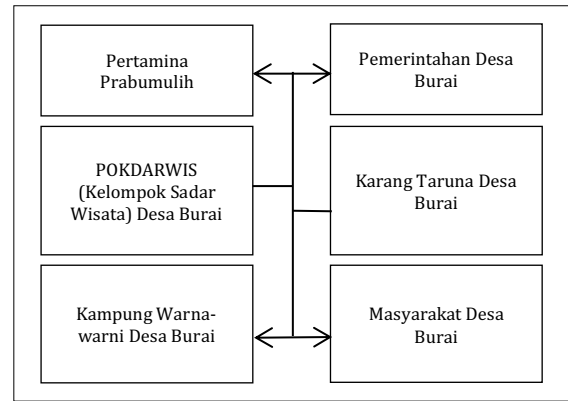 Pertamina
Prabumulih
Pemerintahan Desa
Burai
POKDARWIS
(Kelompok Sadar
Wisata) Desa Burai
Karang Taruna Desa
Burai
Kampung Warna-
warni Desa Burai
Masyarakat Desa
Burai